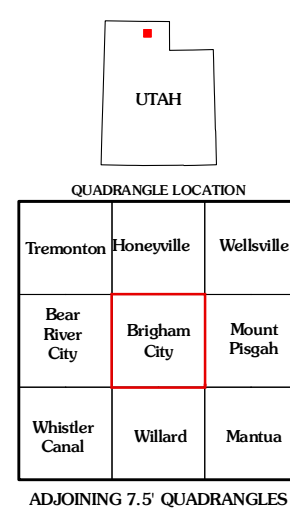 UTAH
QUADRANGLE LOCATION
Tremonton Honeyville Wellsville
Bear
River
City
Brigham
City
Mount
Pisgah
Whistler
Canal
Willard
Mantua
ADJOINING 7.5' QUADRANGLES